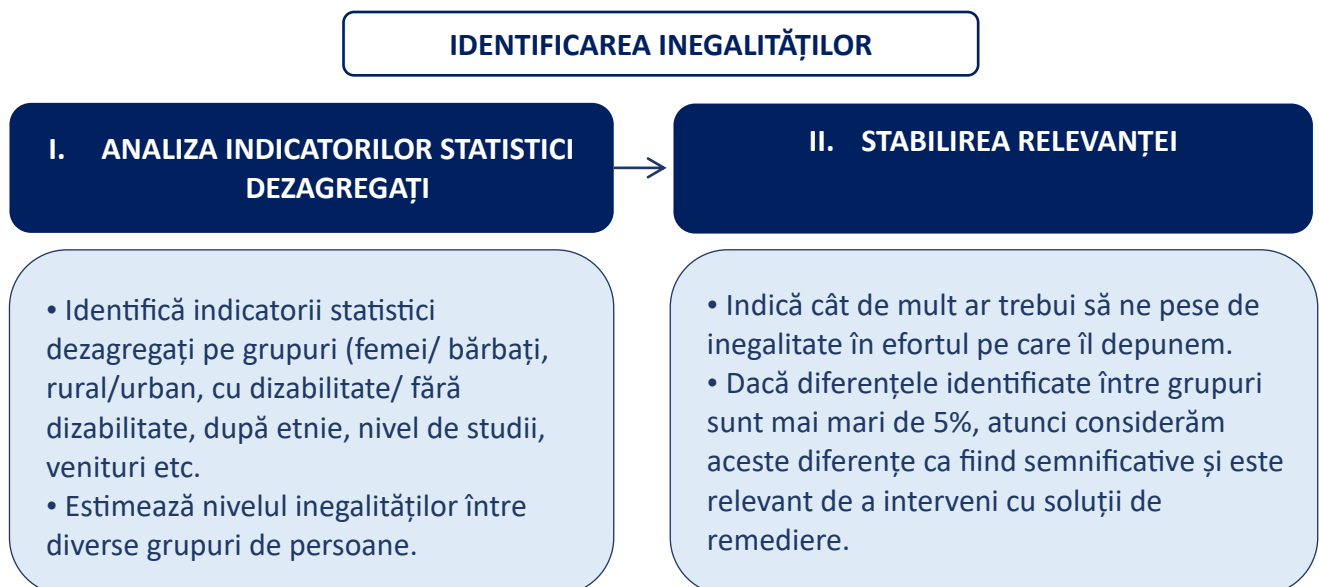 IDENTIFICAREA INEGALITĂȚILOR
I. ANALIZA INDICATORILOR STATISTICI
DEZAGREGAȚI
II. STABILIREA RELEVANȚEI
• Identifică indicatorii statistici
dezagregați pe grupuri (femei/ bărbați,
rural/urban, cu dizabilitate/ fără
dizabilitate, după etnie, nivel de studii,
venituri etc.
• Estimează nivelul inegalităților între
diverse grupuri de persoane.
• Indică cât de mult ar trebui să ne pese de
inegalitate în efortul pe care îl depunem.
• Dacă diferențele identificate între grupuri
sunt mai mari de 5%, atunci considerăm
aceste diferențe ca fiind semnificative și este
relevant de a interveni cu soluții de
remediere.